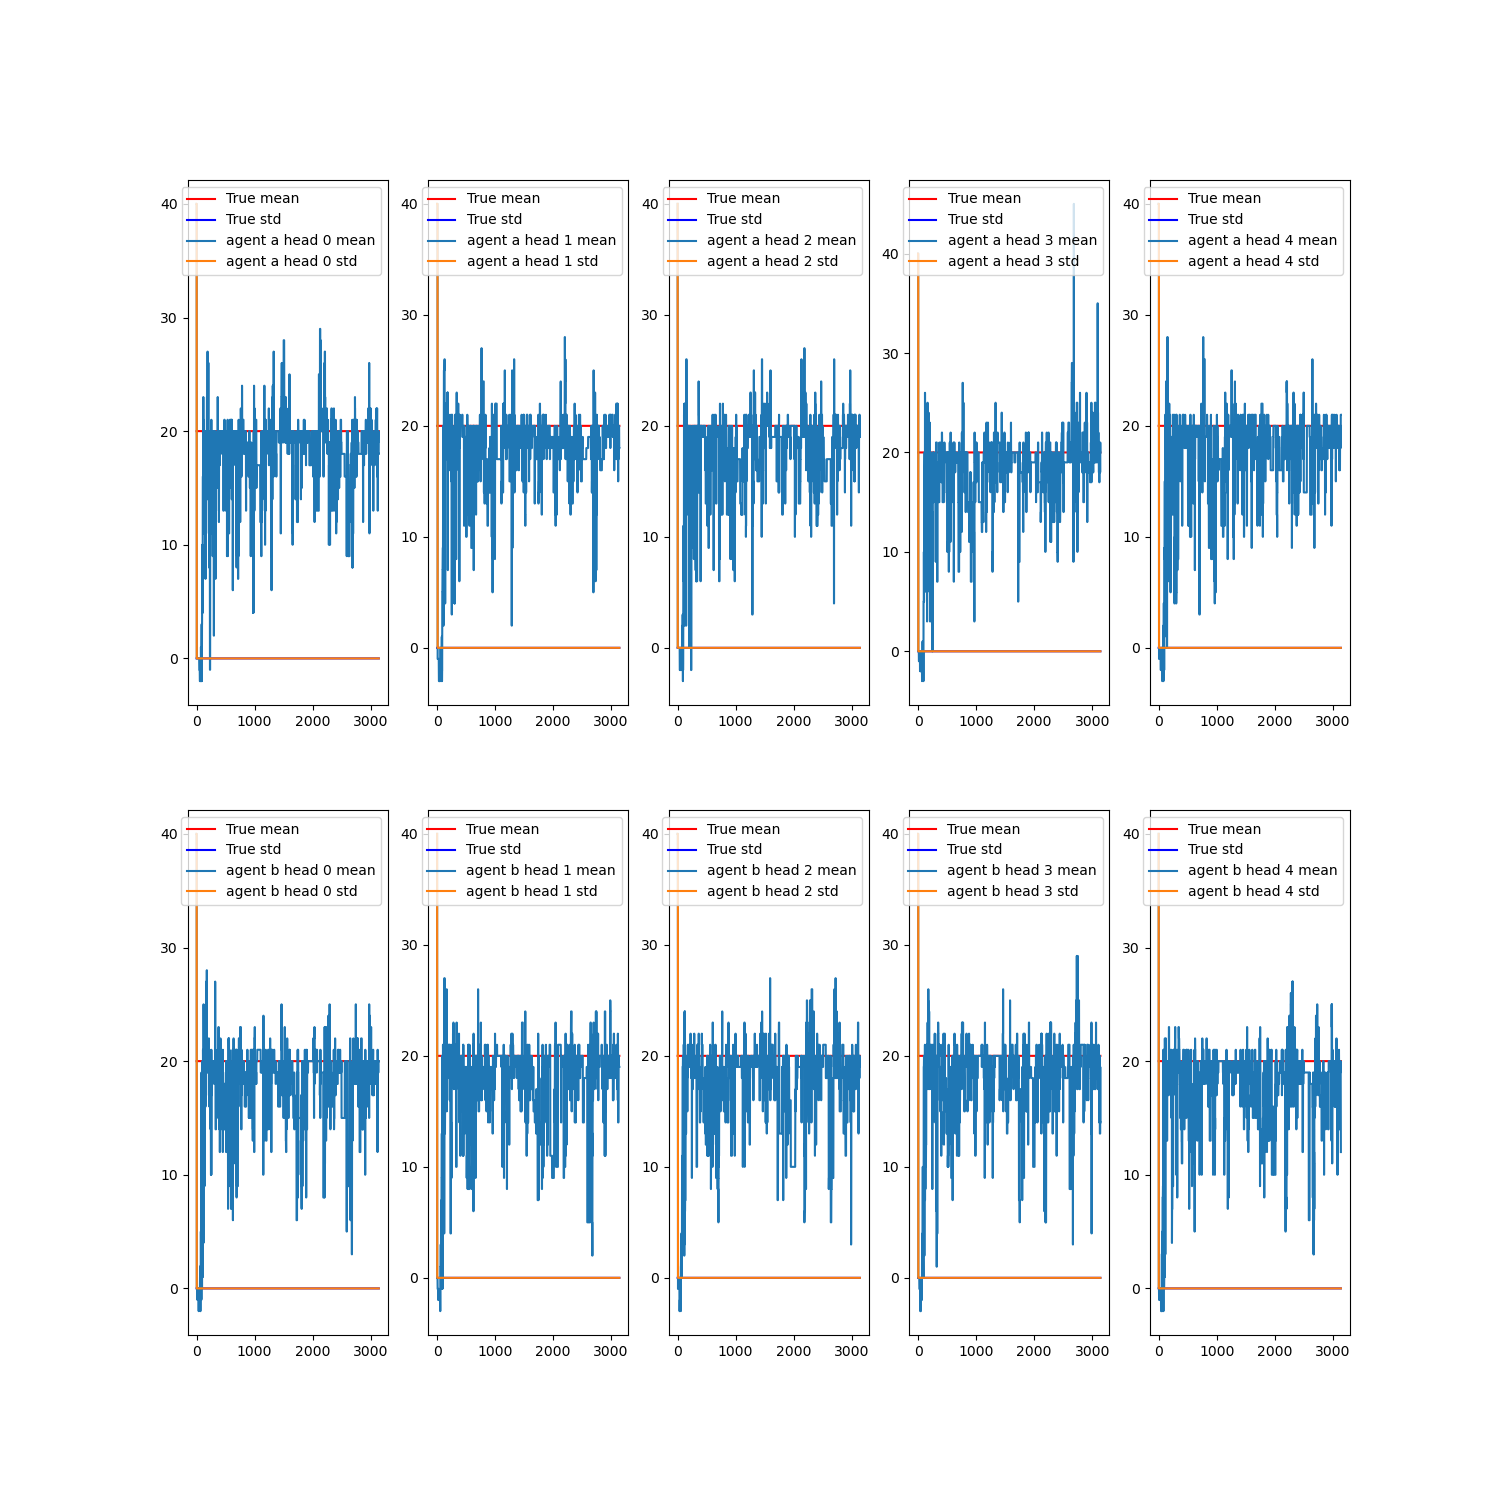 True mean
True std
agent a head 0 mean
agent a head 0 std
40
30
20
10
0
0 1000 2000 3000
True mean
True std
agent a head 1 mean
agent a head 1 std
40
30
20
10
0
0 1000 2000 3000
True mean
True std
agent a head 2 mean
agent a head 2 std
40
30
20
10
0
0 1000 2000 3000
True mean
True std
agent a head 3 mean
agent a head 3 std
40
30
20
10
0
0 1000 2000 3000
True mean
True std
agent a head 4 mean
agent a head 4 std
40
30
20
10
0
0 1000 2000 3000
True mean
True std
agent b head 0 mean
agent b head 0 std
40
30
20
10
0
0 1000 2000 3000
True mean
True std
agent b head 1 mean
agent b head 1 std
40
30
20
10
0
0 1000 2000 3000
True mean
True std
agent b head 2 mean
agent b head 2 std
40
30
20
10
0
0 1000 2000 3000
True mean
True std
agent b head 3 mean
agent b head 3 std
40
30
20
10
0
0 1000 2000 3000
True mean
True std
agent b head 4 mean
agent b head 4 std
40
30
20
10
0
0 1000 2000 3000